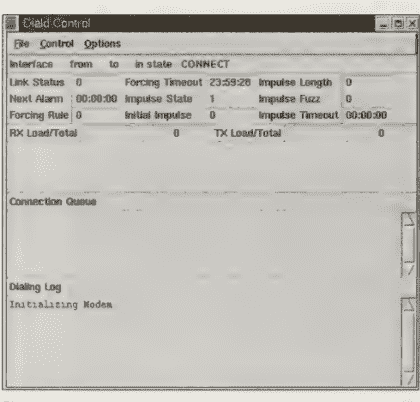 Diald Control
File Control Options
Interface from to in state CONNECT
Link Status 0 Forcing Timeout 23:59:26 Impulse Length 0
Next Alarm 00:00:00 Impulse State 1 Impulse Fuzz 0
Forcing Rule 0 Initial Impulse 0 Impulse Timeout 00:00:00
RX Load/Total 0 TX Load/Total 0
Connection Queue
Dialing Log
Initializing Modem